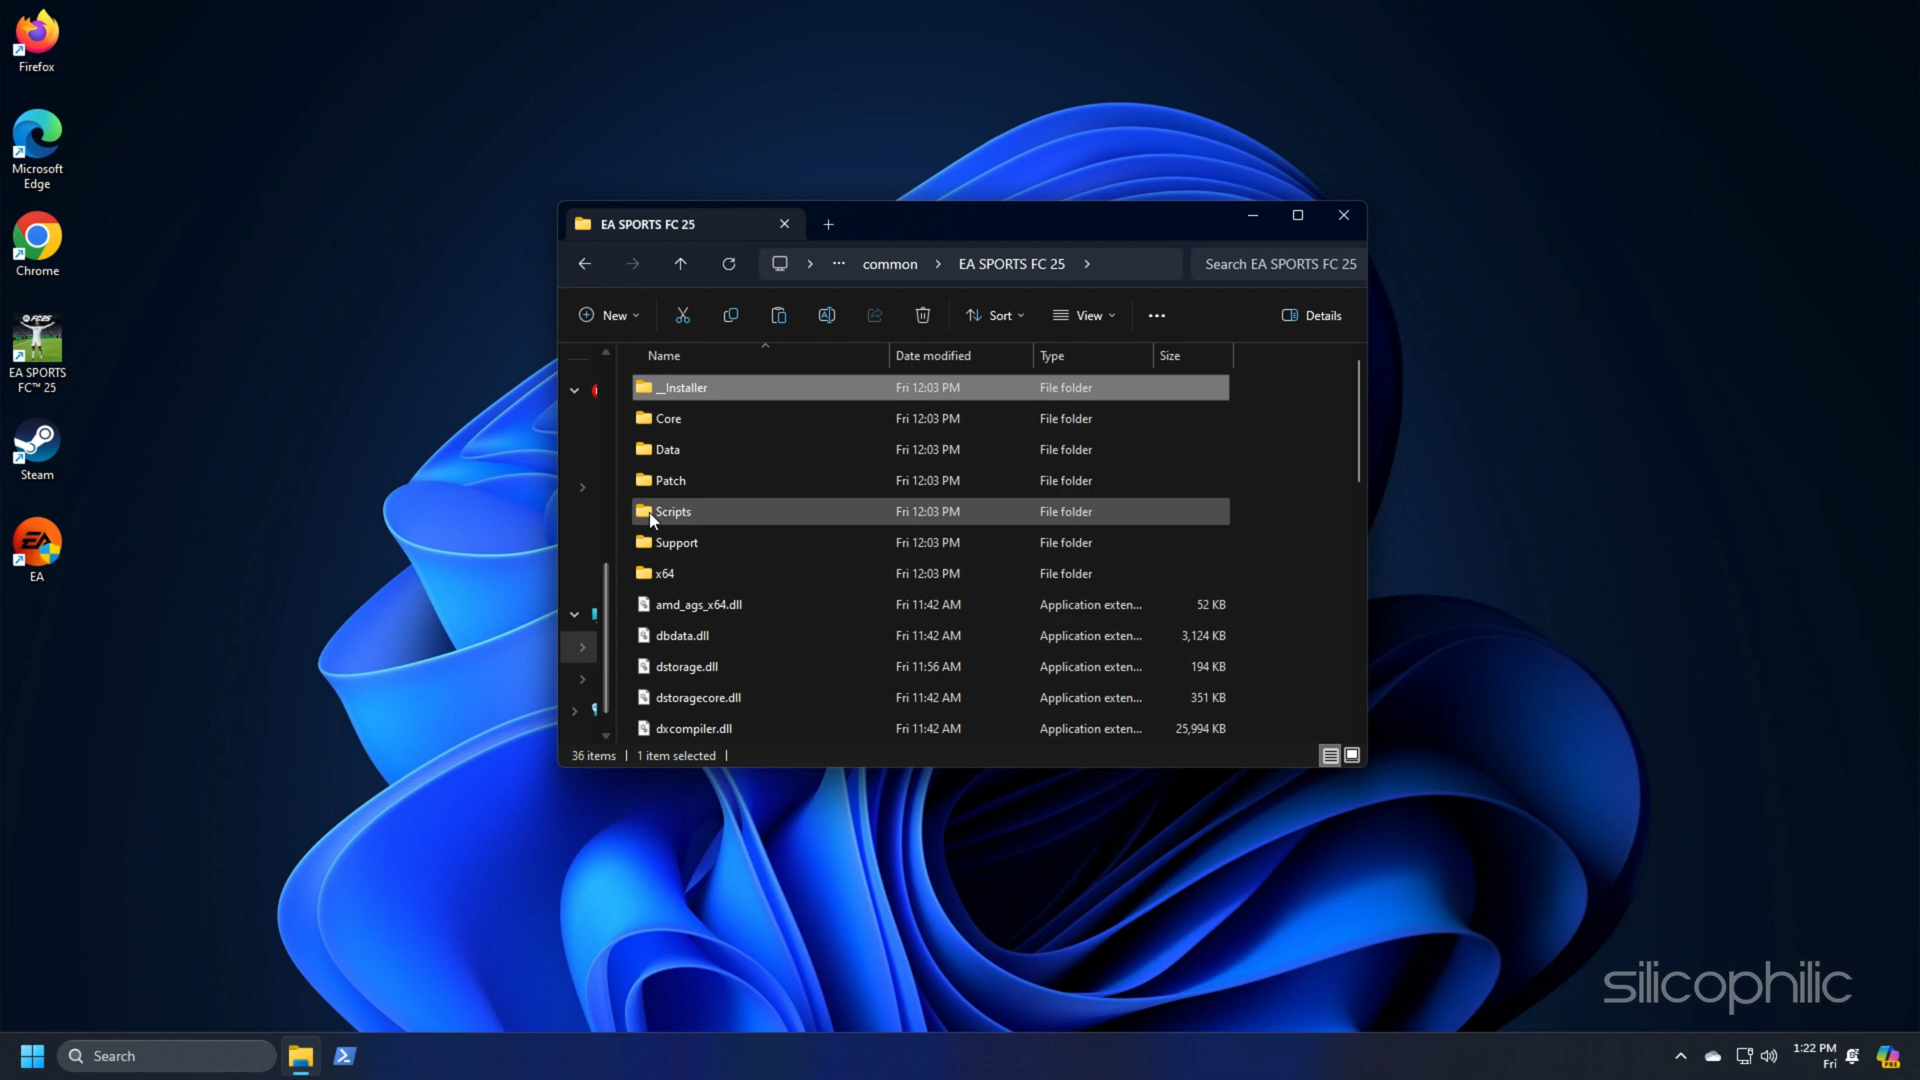 Firefox
Microsoft
Edge
Chrome
FC25
EA SPORTS
FC™ 25
Steam
EA
EA
EA SPORTS FC 25
common
EA SPORTS FC 25
Search EA SPORTS FC 25
New
Sort
View
Details
Name Date modified Type Size
__Installer Fri 12:03 PM File folder
Core Fri 12:03 PM File folder
Data Fri 12:03 PM File folder
Patch Fri 12:03 PM File folder
Scripts Fri 12:03 PM File folder
Support Fri 12:03 PM File folder
x64 Fri 12:03 PM File folder
amd_ags_x64.dll Fri 11:42 AM Application exten... 52 KB
dbdata.dll Fri 11:42 AM Application exten... 3,124 KB
dstorage.dll Fri 11:56 AM Application exten... 194 KB
dstoragecore.dll Fri 11:42 AM Application exten... 351 KB
dxcompiler.dll Fri 11:42 AM Application exten... 25,994 KB
36 items 1 item selected
silicophilic
Search
1:22 PM
Fri
PRE